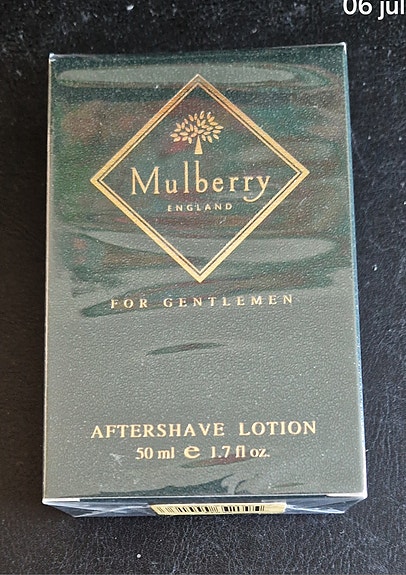 06 jul
Mulberry
ENGLAND
FOR GENTLEMEN
AFTERSHAVE LOTION
50 ml e 1.7 fl oz.